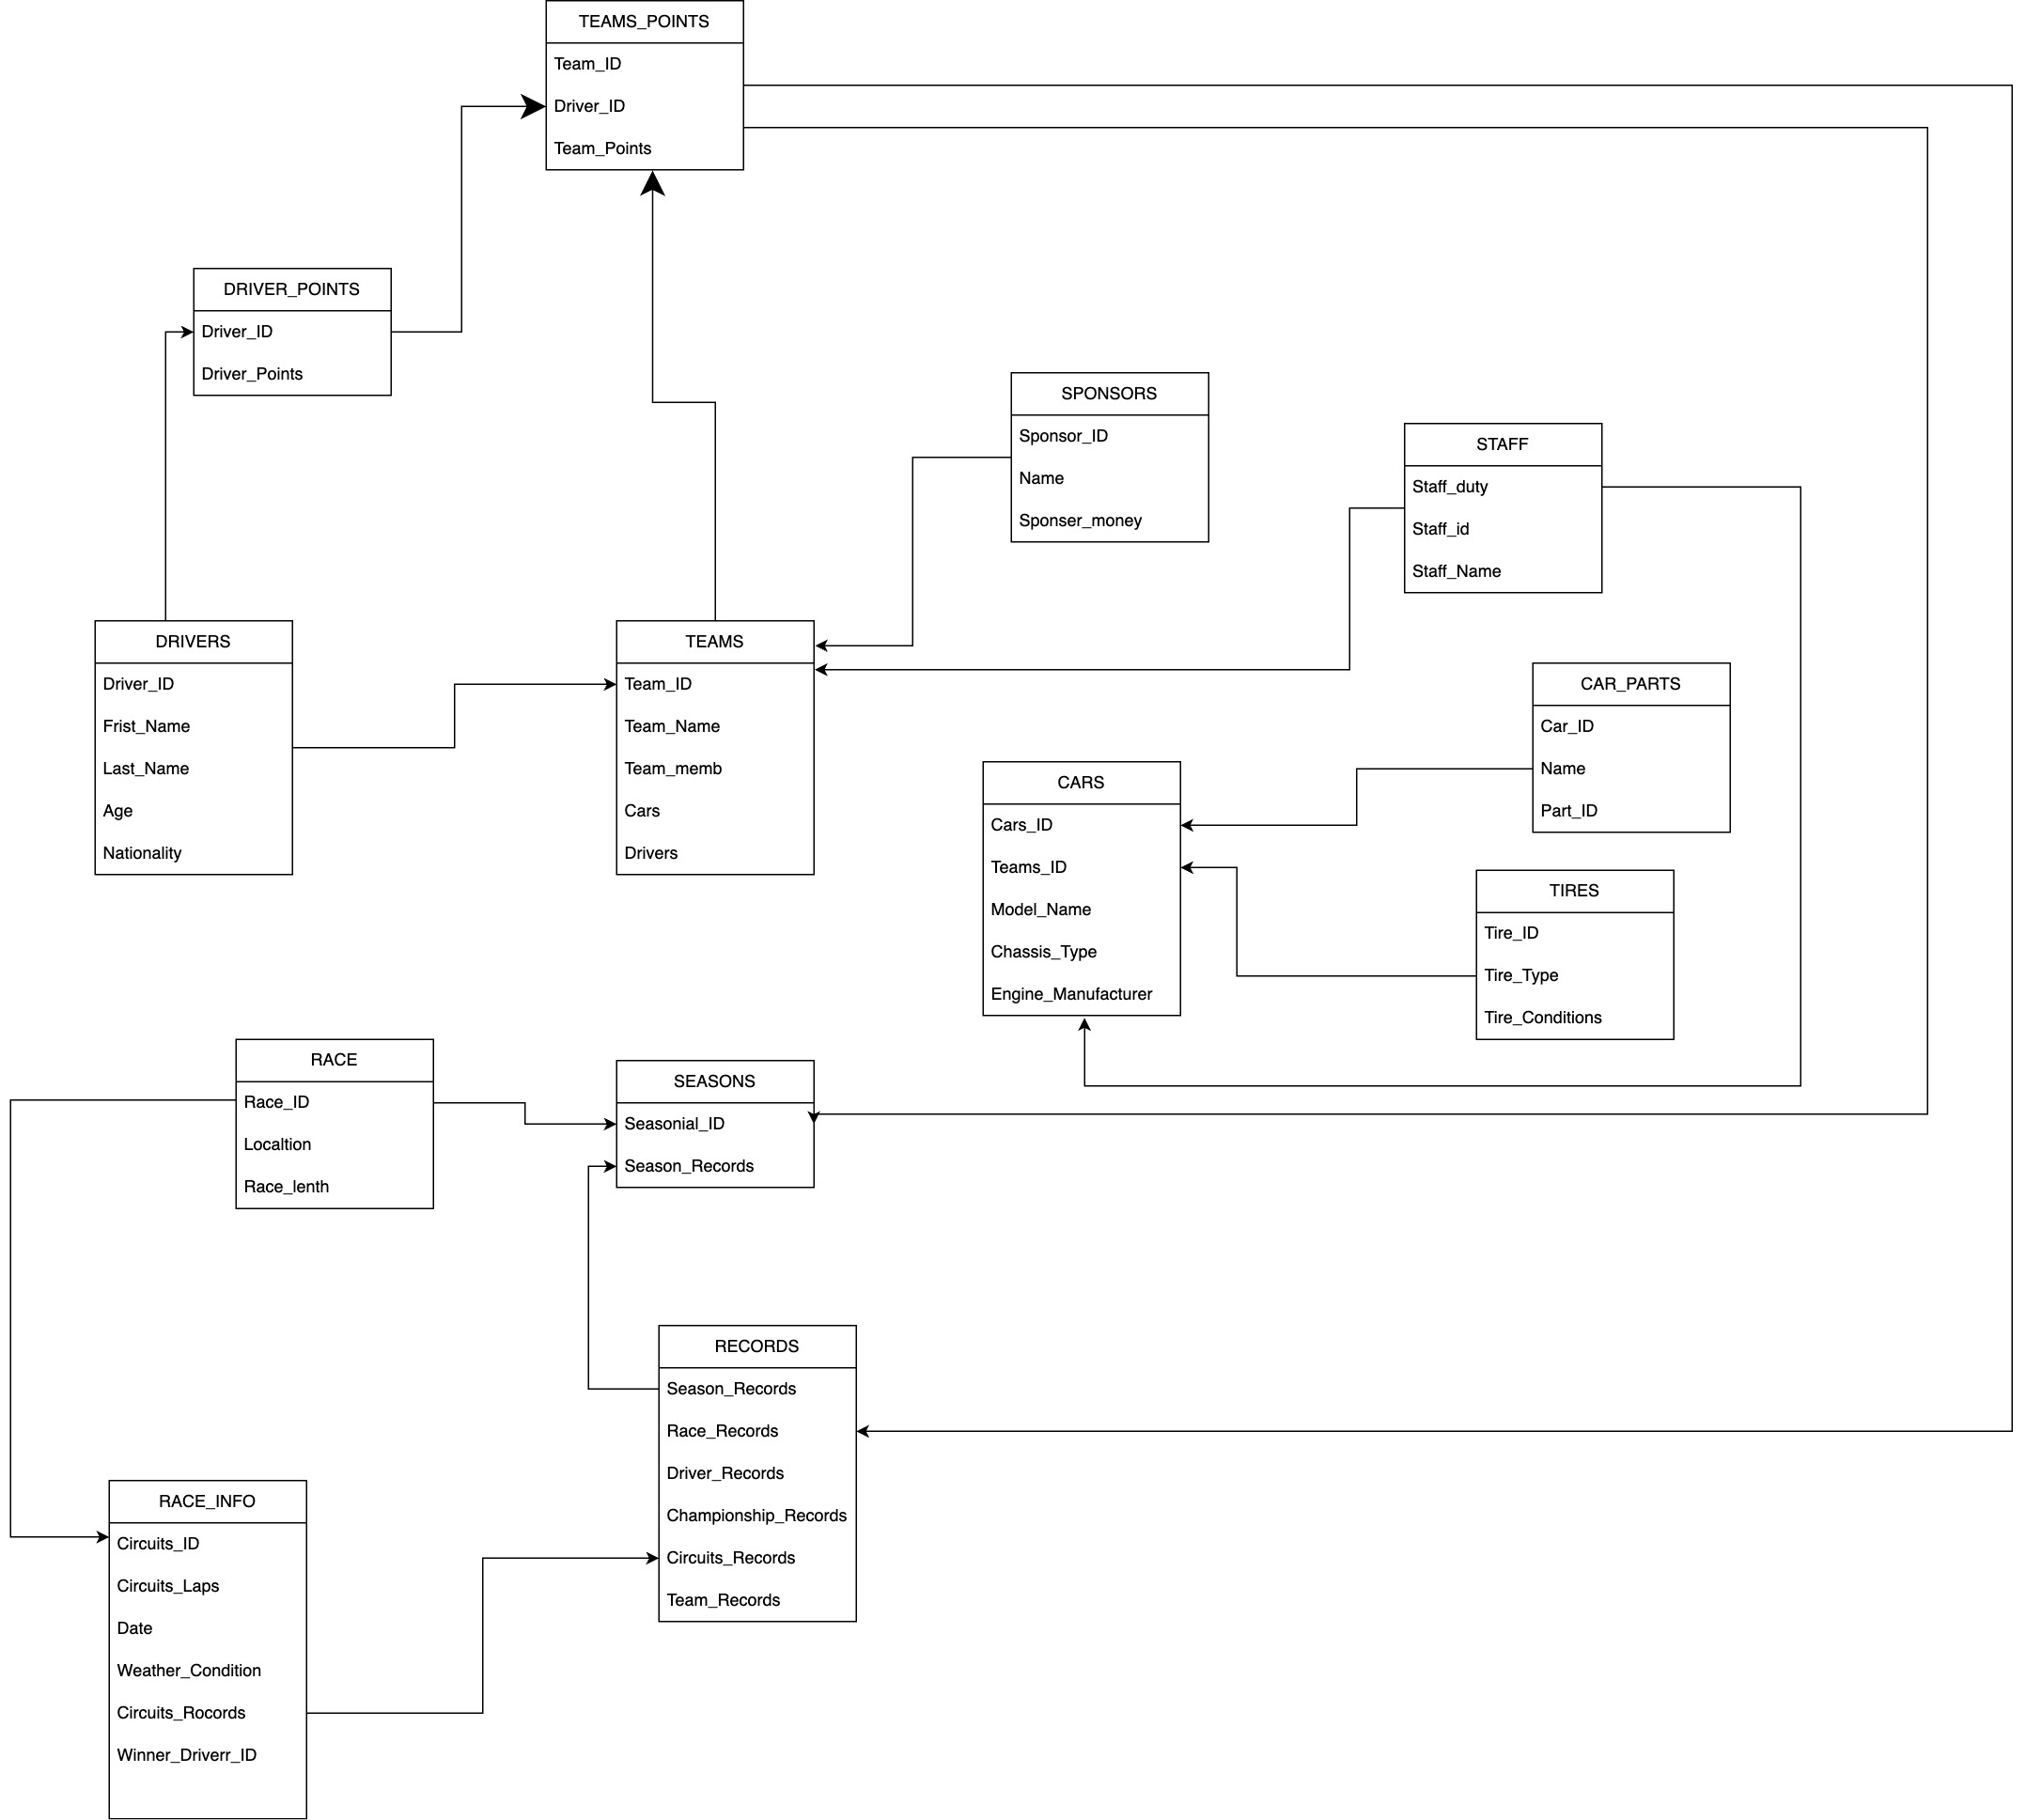 TEAMS_POINTS
Team_ID
Driver_ID
Team_Points
DRIVER_POINTS
Driver_ID
Driver_Points
SPONSORS
Sponsor_ID
Name
Sponser_money
STAFF
Staff_duty
Staff_id
Staff_Name
DRIVERS
Driver_ID
Frist_Name
Last_Name
Age
Nationality
TEAMS
Team_ID
Team_Name
Team_memb
Cars
Drivers
CAR_PARTS
Car_ID
Name
Part_ID
CARS
Cars_ID
Teams_ID
Model_Name
Chassis_Type
Engine_Manufacturer
TIRES
Tire_ID
Tire_Type
Tire_Conditions
RACE
Race_ID
Localtion
Race_lenth
SEASONS
Seasonial_ID
Season_Records
RECORDS
Season_Records
Race_Records
Driver_Records
Championship_Records
Circuits_Records
Team_Records
RACE_INFO
Circuits_ID
Circuits_Laps
Date
Weather_Condition
Circuits_Rocords
Winner_Driverr_ID